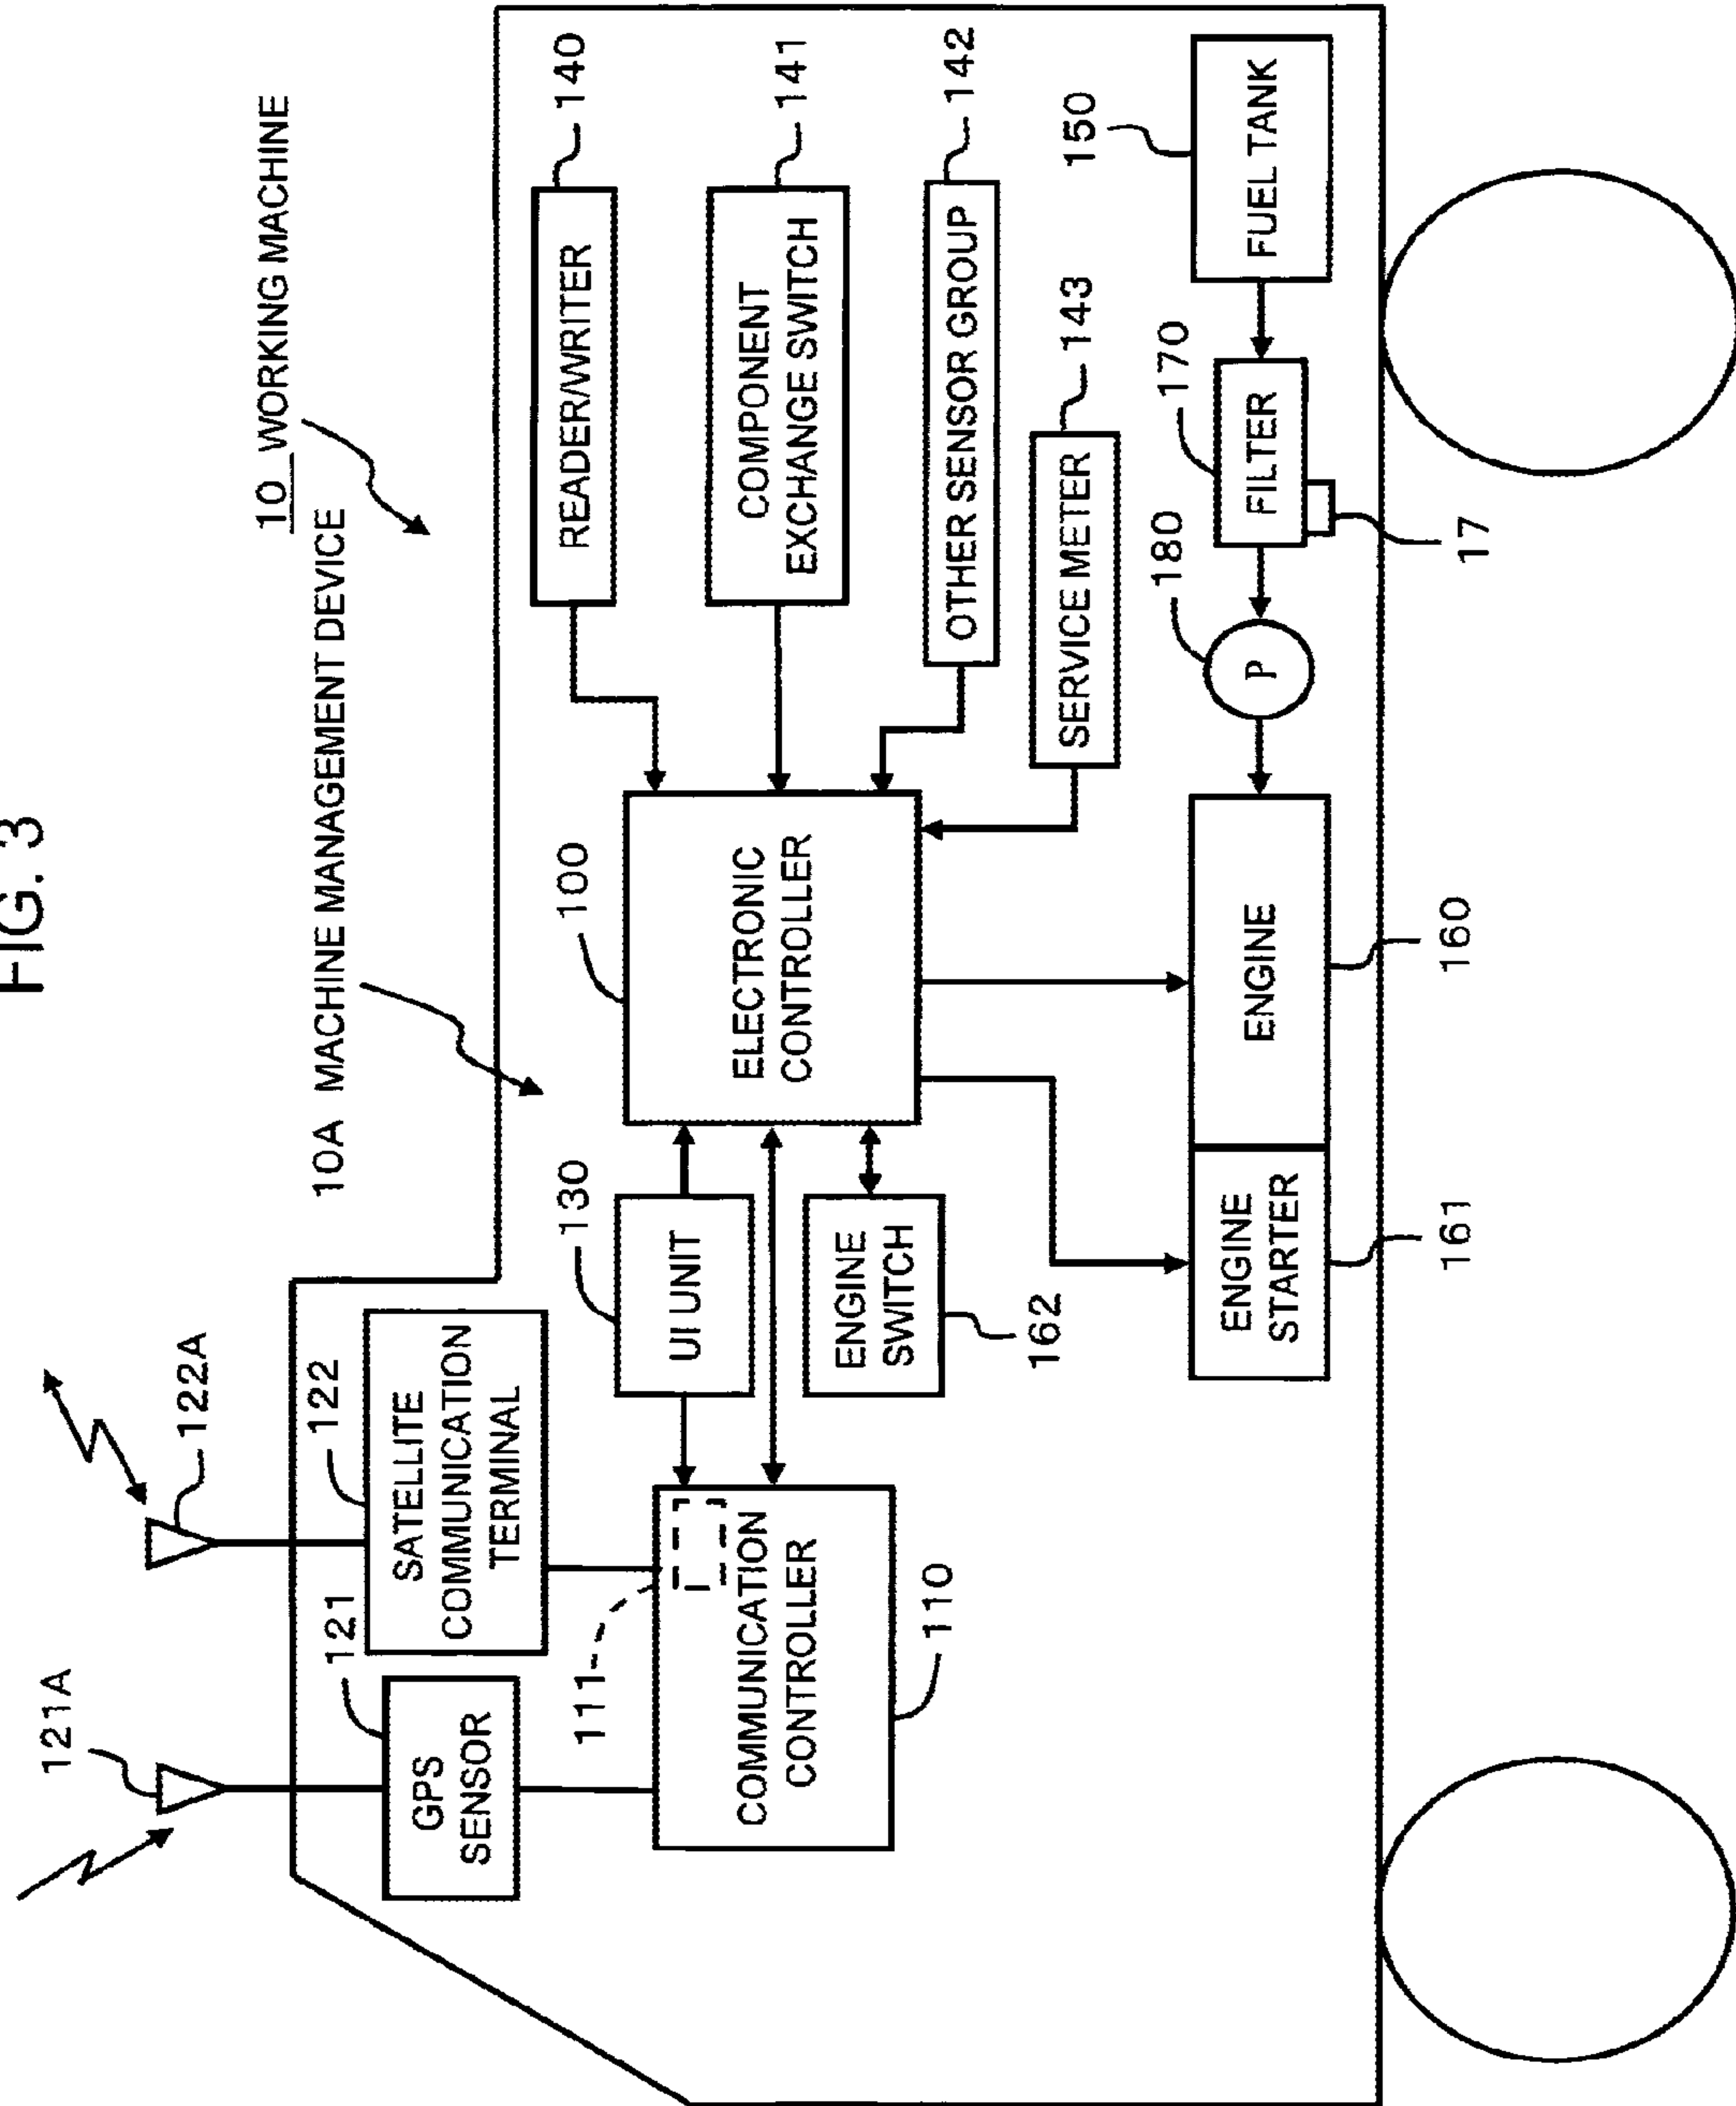 FIG. 3
10 WORKING MACHINE
10A MACHINE MANAGEMENT DEVICE
121A
122A
121
GPS
SENSOR
122
SATELLITE
COMMUNICATION
TERMINAL
111
COMMUNICATION
CONTROLLER
110
130
UI UNIT
ENGINE
SWITCH
162
100
ELECTRONIC
CONTROLLER
READER/WRITER
140
COMPONENT
EXCHANGE SWITCH
141
OTHER SENSOR GROUP
142
SERVICE METER
143
ENGINE
STARTER
161
ENGINE
160
P
180
FILTER
170
17
FUEL TANK
150